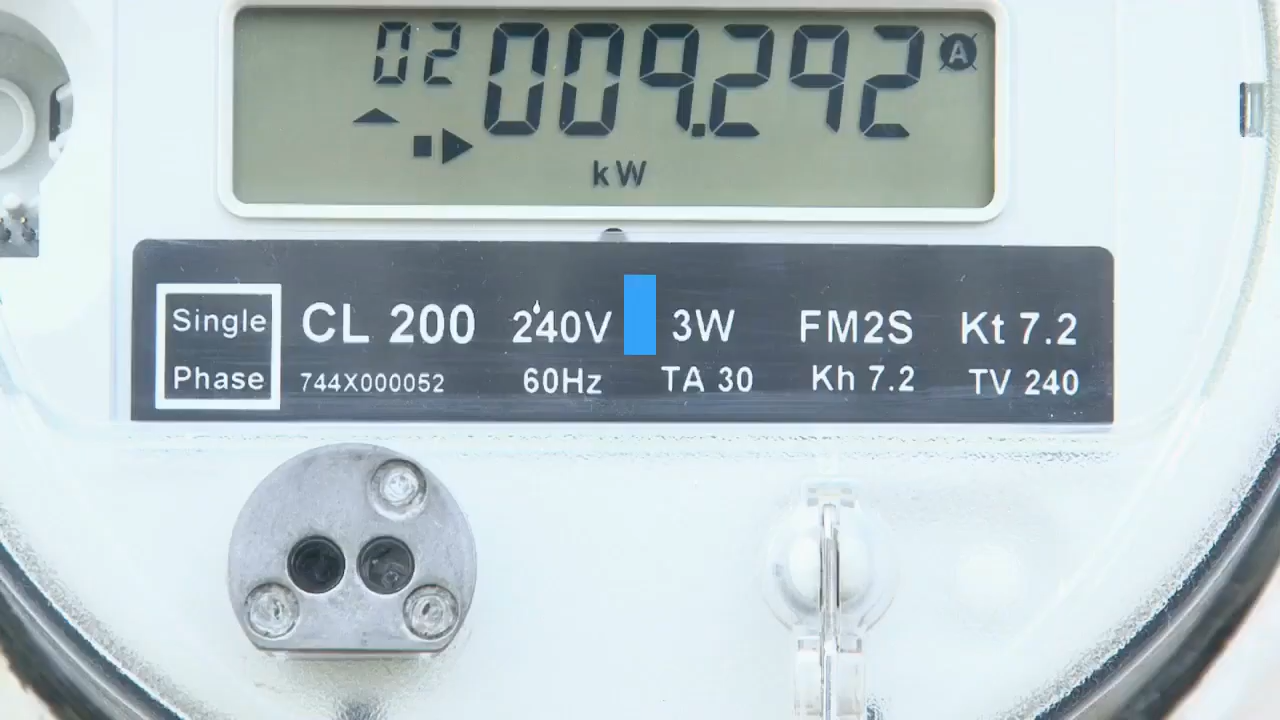 02 009.292 A
kW
Single Phase
CL 200 240V 3W FM2S Kt 7.2
744X000052 60Hz TA 30 Kh 7.2 TV 240